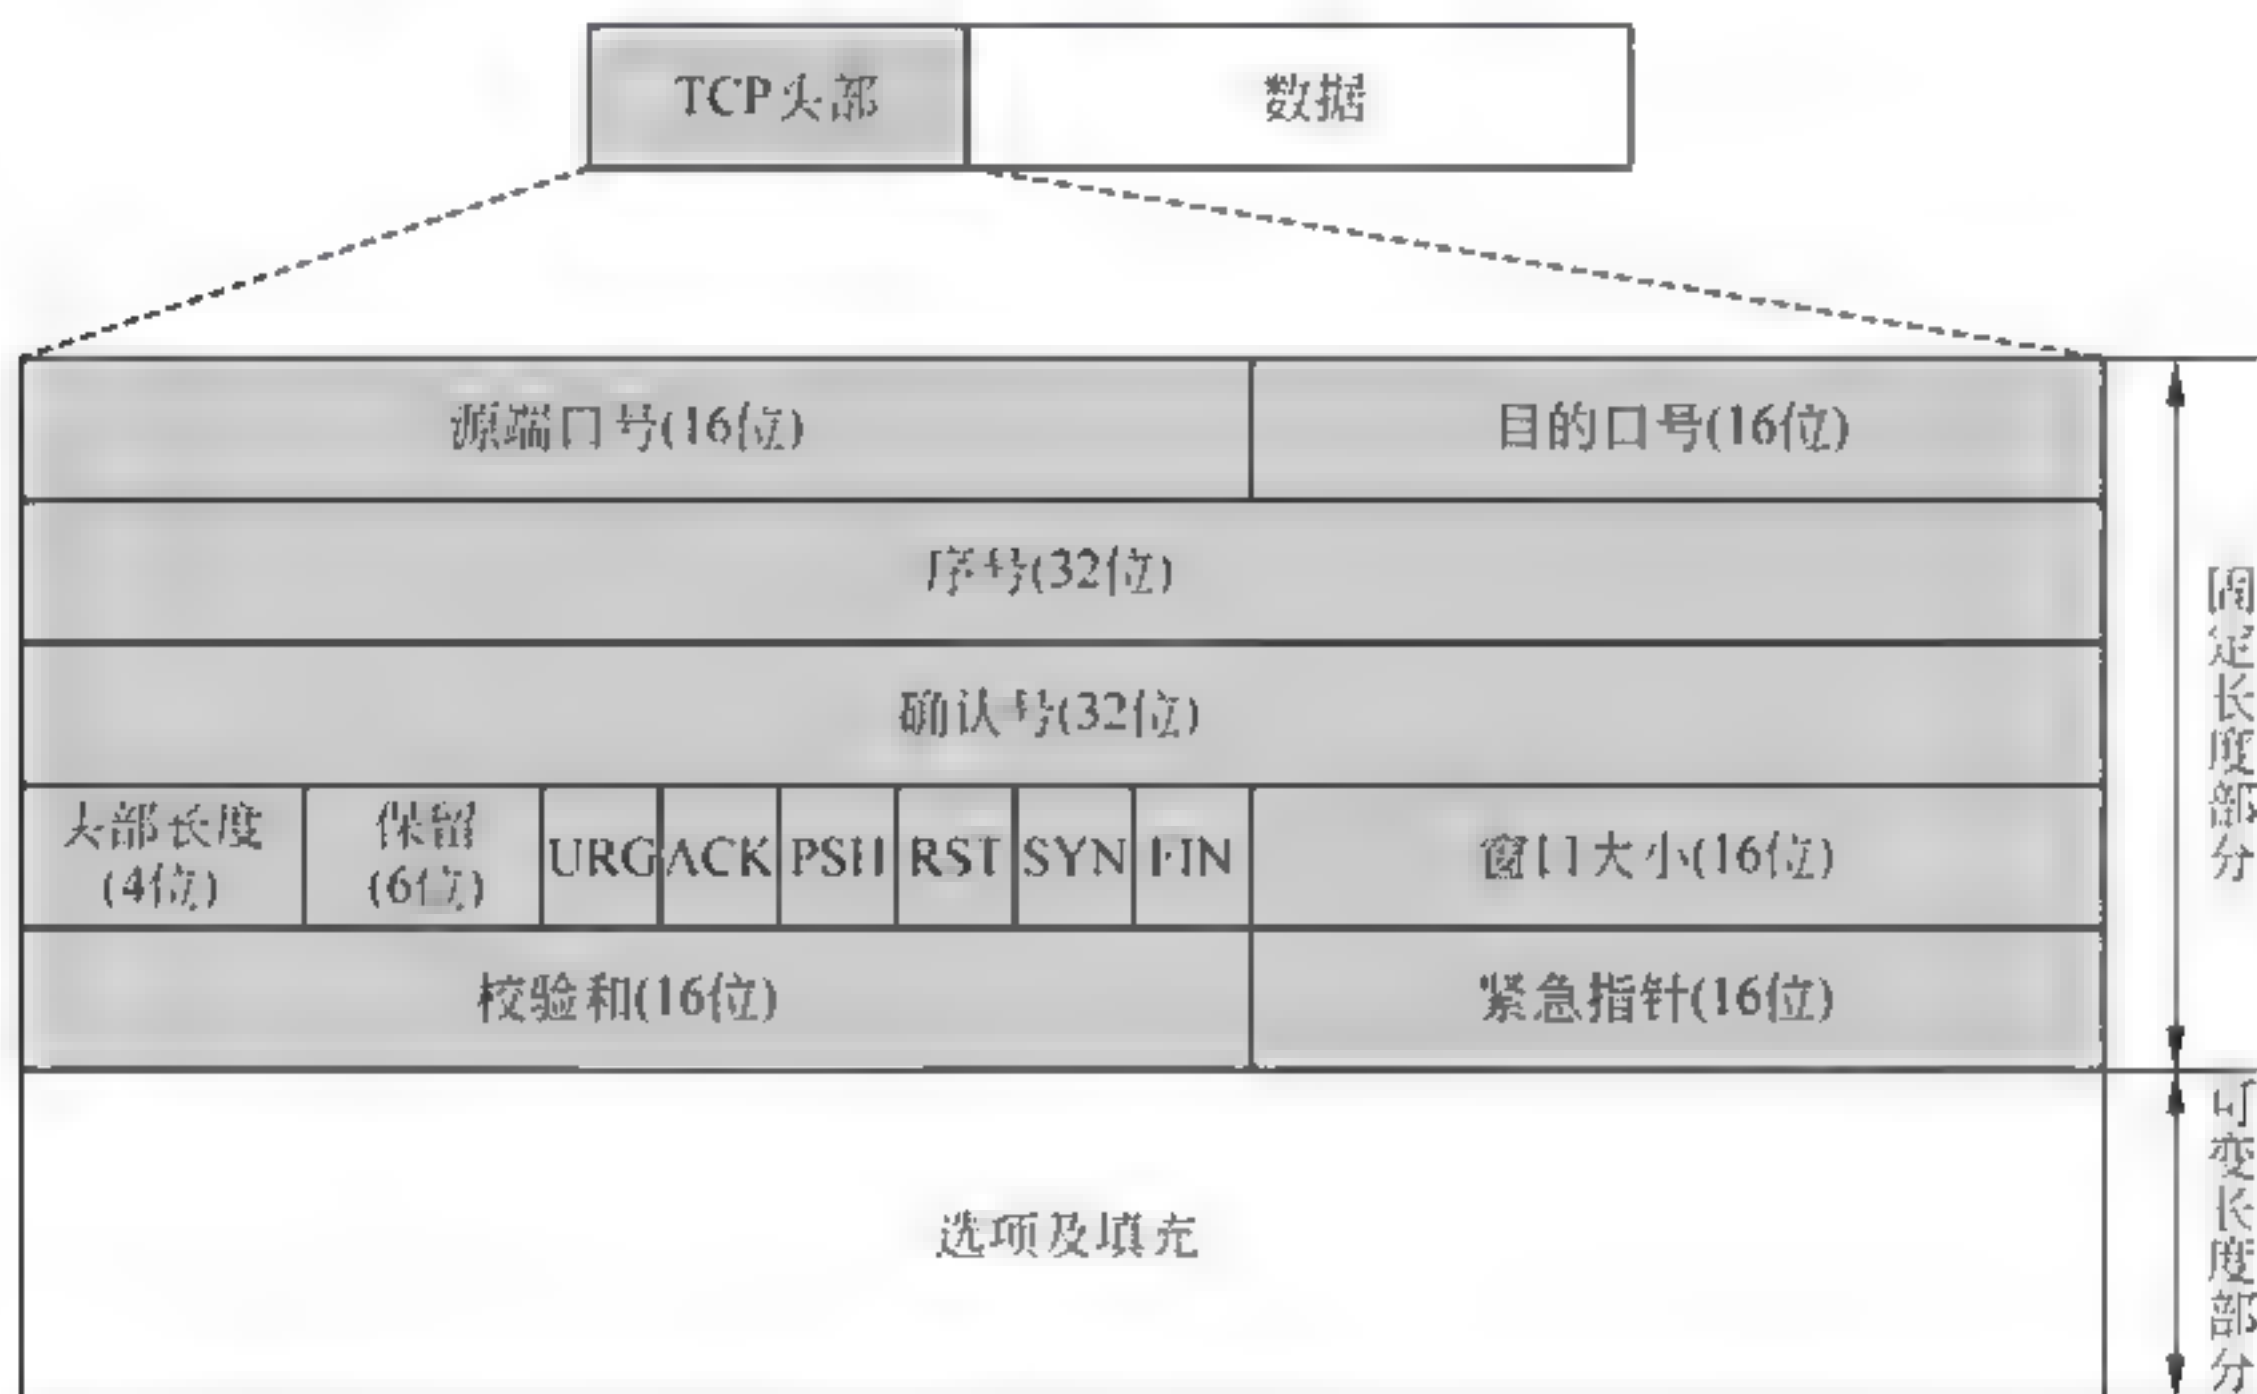 TCP头部
数据
源端口号(16位)
目的口号(16位)
序号(32位)
确认号(32位)
头部长度
(4位)
保留
(6位)
URG
ACK
PSH
RST
SYN
FIN
窗口大小(16位)
校验和(16位)
紧急指针(16位)
选项及填充
固定长度部分
可变长度部分